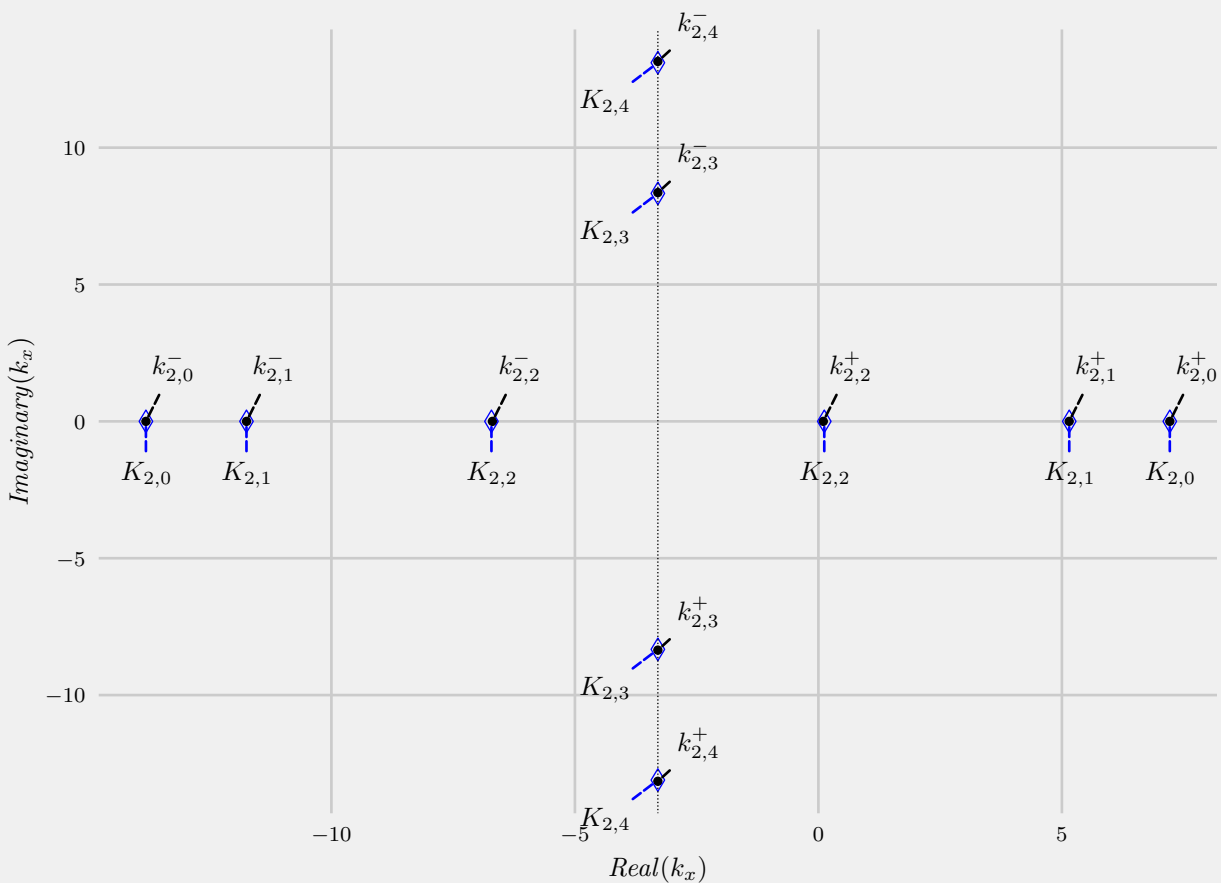 $k_{2,4}^{-}$
$K_{2,4}$
10
$k_{2,3}^{-}$
$K_{2,3}$
5
$k_{2,0}^{-}$ $k_{2,1}^{-}$ $k_{2,2}^{-}$ $k_{2,2}^{+}$ $k_{2,1}^{+}$ $k_{2,0}^{+}$
0
$K_{2,0}$ $K_{2,1}$ $K_{2,2}$ $K_{2,2}$ $K_{2,1}$ $K_{2,0}$
$Imaginary(k_x)$
−5
$k_{2,3}^{+}$
$K_{2,3}$
−10
$k_{2,4}^{+}$
$K_{2,4}$
−10 −5 0 5
$Real(k_x)$